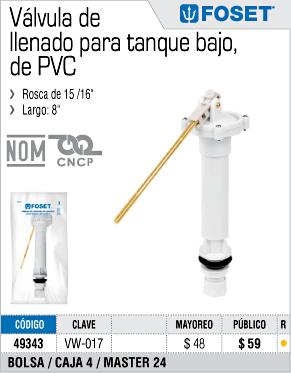 Válvula de
llenado para tanque bajo,
de PVC
FOSET®
Rosca de 15 /16"
Largo: 8"
NOM
CNCP
FOSET
CÓDIGO CLAVE MAYOREO PÚBLICO R
49343 VW-017 $ 48 $ 59
BOLSA / CAJA 4 / MASTER 24